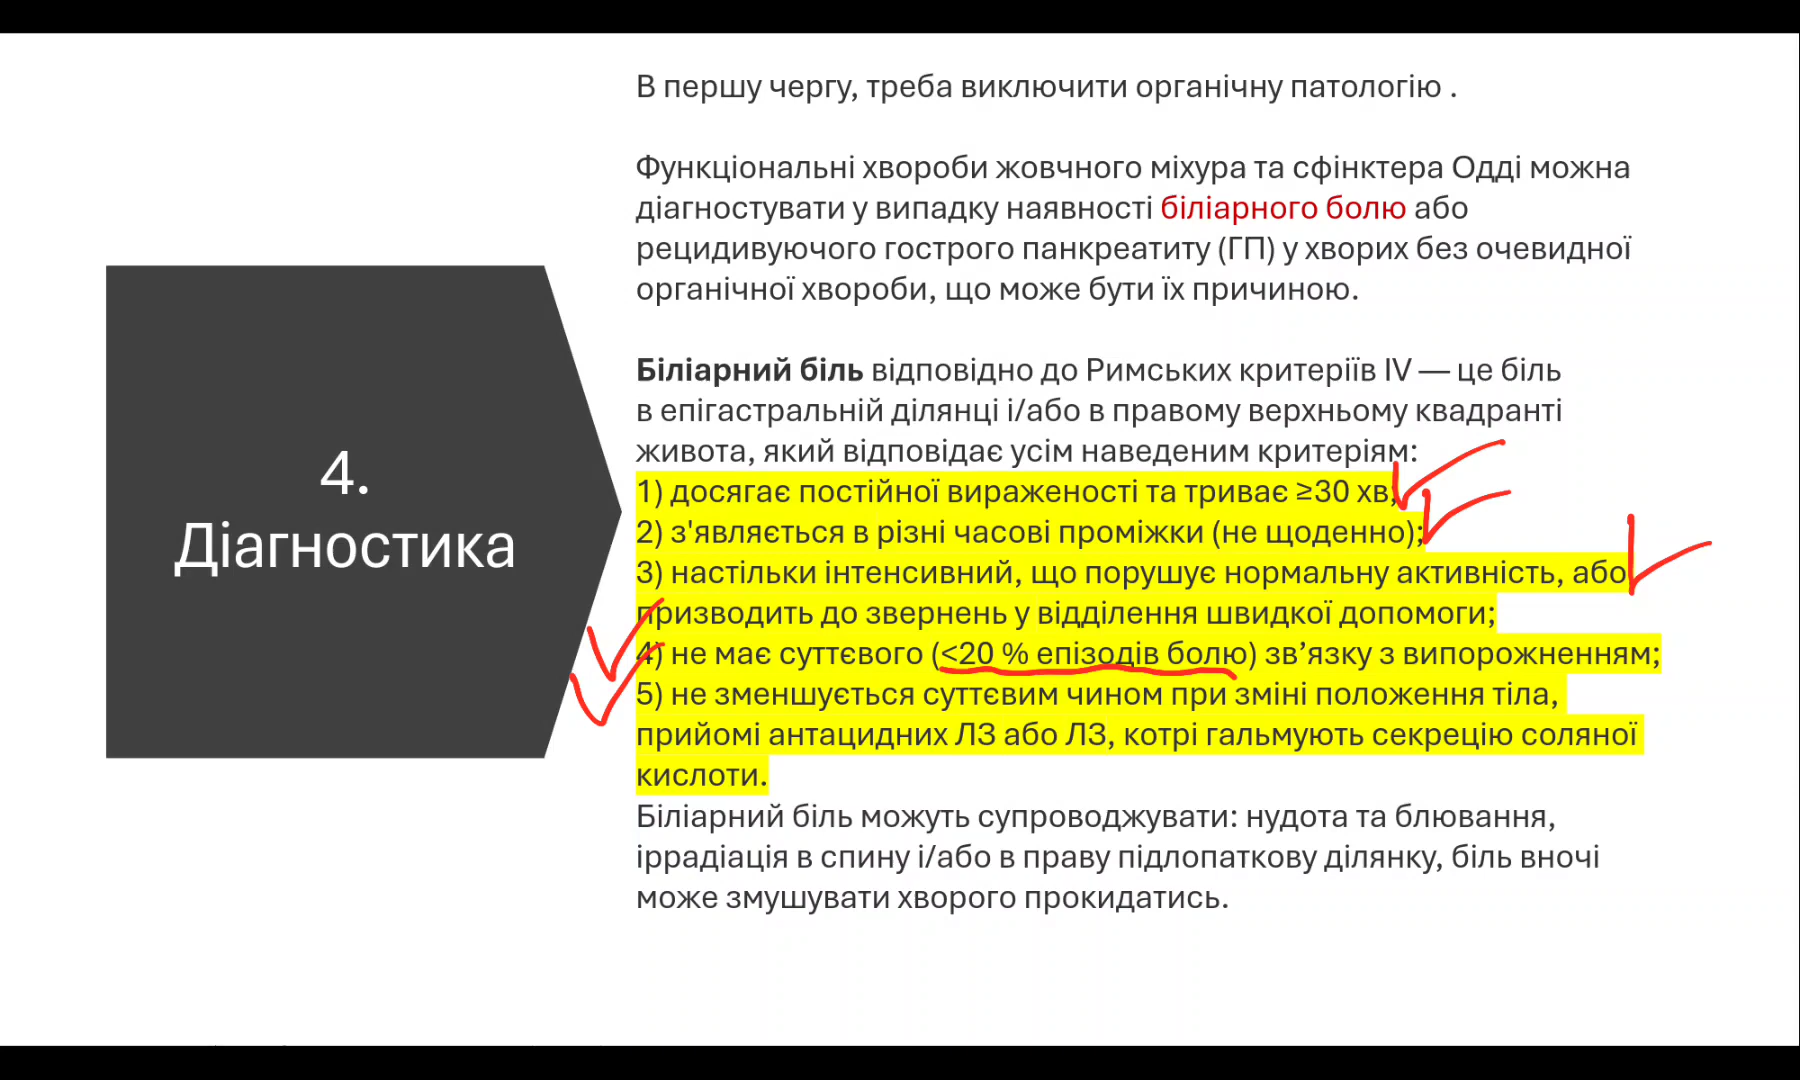 4.
Діагностика
В першу чергу, треба виключити органічну патологію .
Функціональні хвороби жовчного міхура та сфінктера Одді можна
діагностувати у випадку наявності біліарного болю або
рецидивуючого гострого панкреатиту (ГП) у хворих без очевидної
органічної хвороби, що може бути їх причиною.
Біліарний біль відповідно до Римських критеріїв IV — це біль
в епігастральній ділянці і/або в правому верхньому квадранті
живота, який відповідає усім наведеним критеріям:
1) досягає постійної вираженості та триває ≥30 хв;
2) з'являється в різні часові проміжки (не щоденно);
3) настільки інтенсивний, що порушує нормальну активність, або
призводить до звернень у відділення швидкої допомоги;
4) не має суттєвого (<20 % епізодів болю) зв’язку з випорожненням;
5) не зменшується суттєвим чином при зміні положення тіла,
прийомі антацидних ЛЗ або ЛЗ, котрі гальмують секрецію соляної
кислоти.
Біліарний біль можуть супроводжувати: нудота та блювання,
іррадіація в спину і/або в праву підлопаткову ділянку, біль вночі
може змушувати хворого прокидатись.